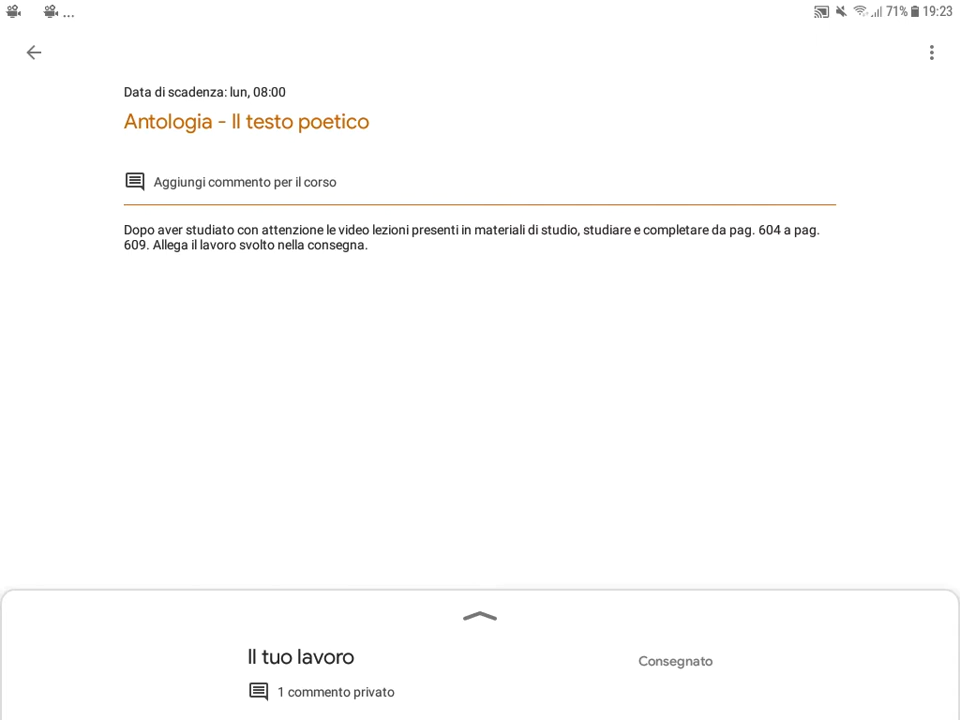 ... 71% 19:23
Data di scadenza: lun, 08:00
Antologia - Il testo poetico
Aggiungi commento per il corso
Dopo aver studiato con attenzione le video lezioni presenti in materiali di studio, studiare e completare da pag. 604 a pag.
609. Allega il lavoro svolto nella consegna.
Il tuo lavoro
Consegnato
1 commento privato